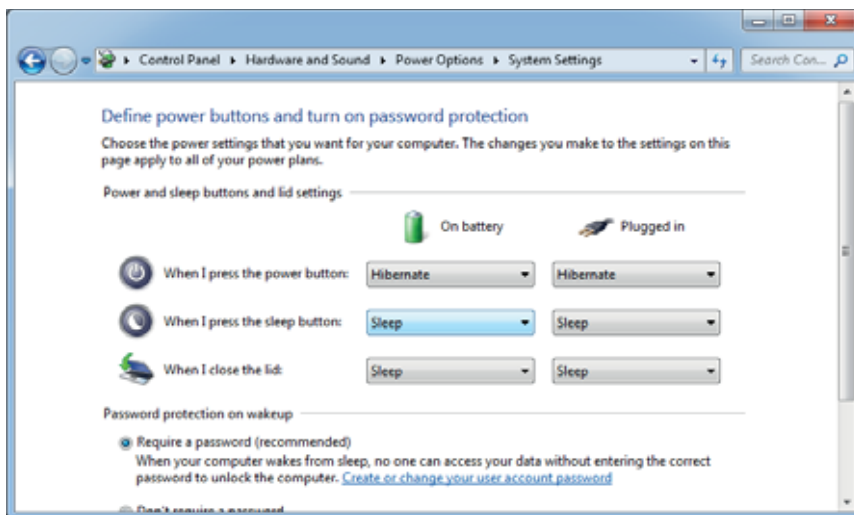 Control Panel ▸ Hardware and Sound ▸ Power Options ▸ System Settings
Search Con...
Define power buttons and turn on password protection
Choose the power settings that you want for your computer. The changes you make to the settings on this
page apply to all of your power plans.
Power and sleep buttons and lid settings
On battery Plugged in
When I press the power button: Hibernate Hibernate
When I press the sleep button: Sleep Sleep
When I close the lid: Sleep Sleep
Password protection on wakeup
Require a password (recommended)
When your computer wakes from sleep, no one can access your data without entering the correct
password to unlock the computer. Create or change your user account password
Don't require a password